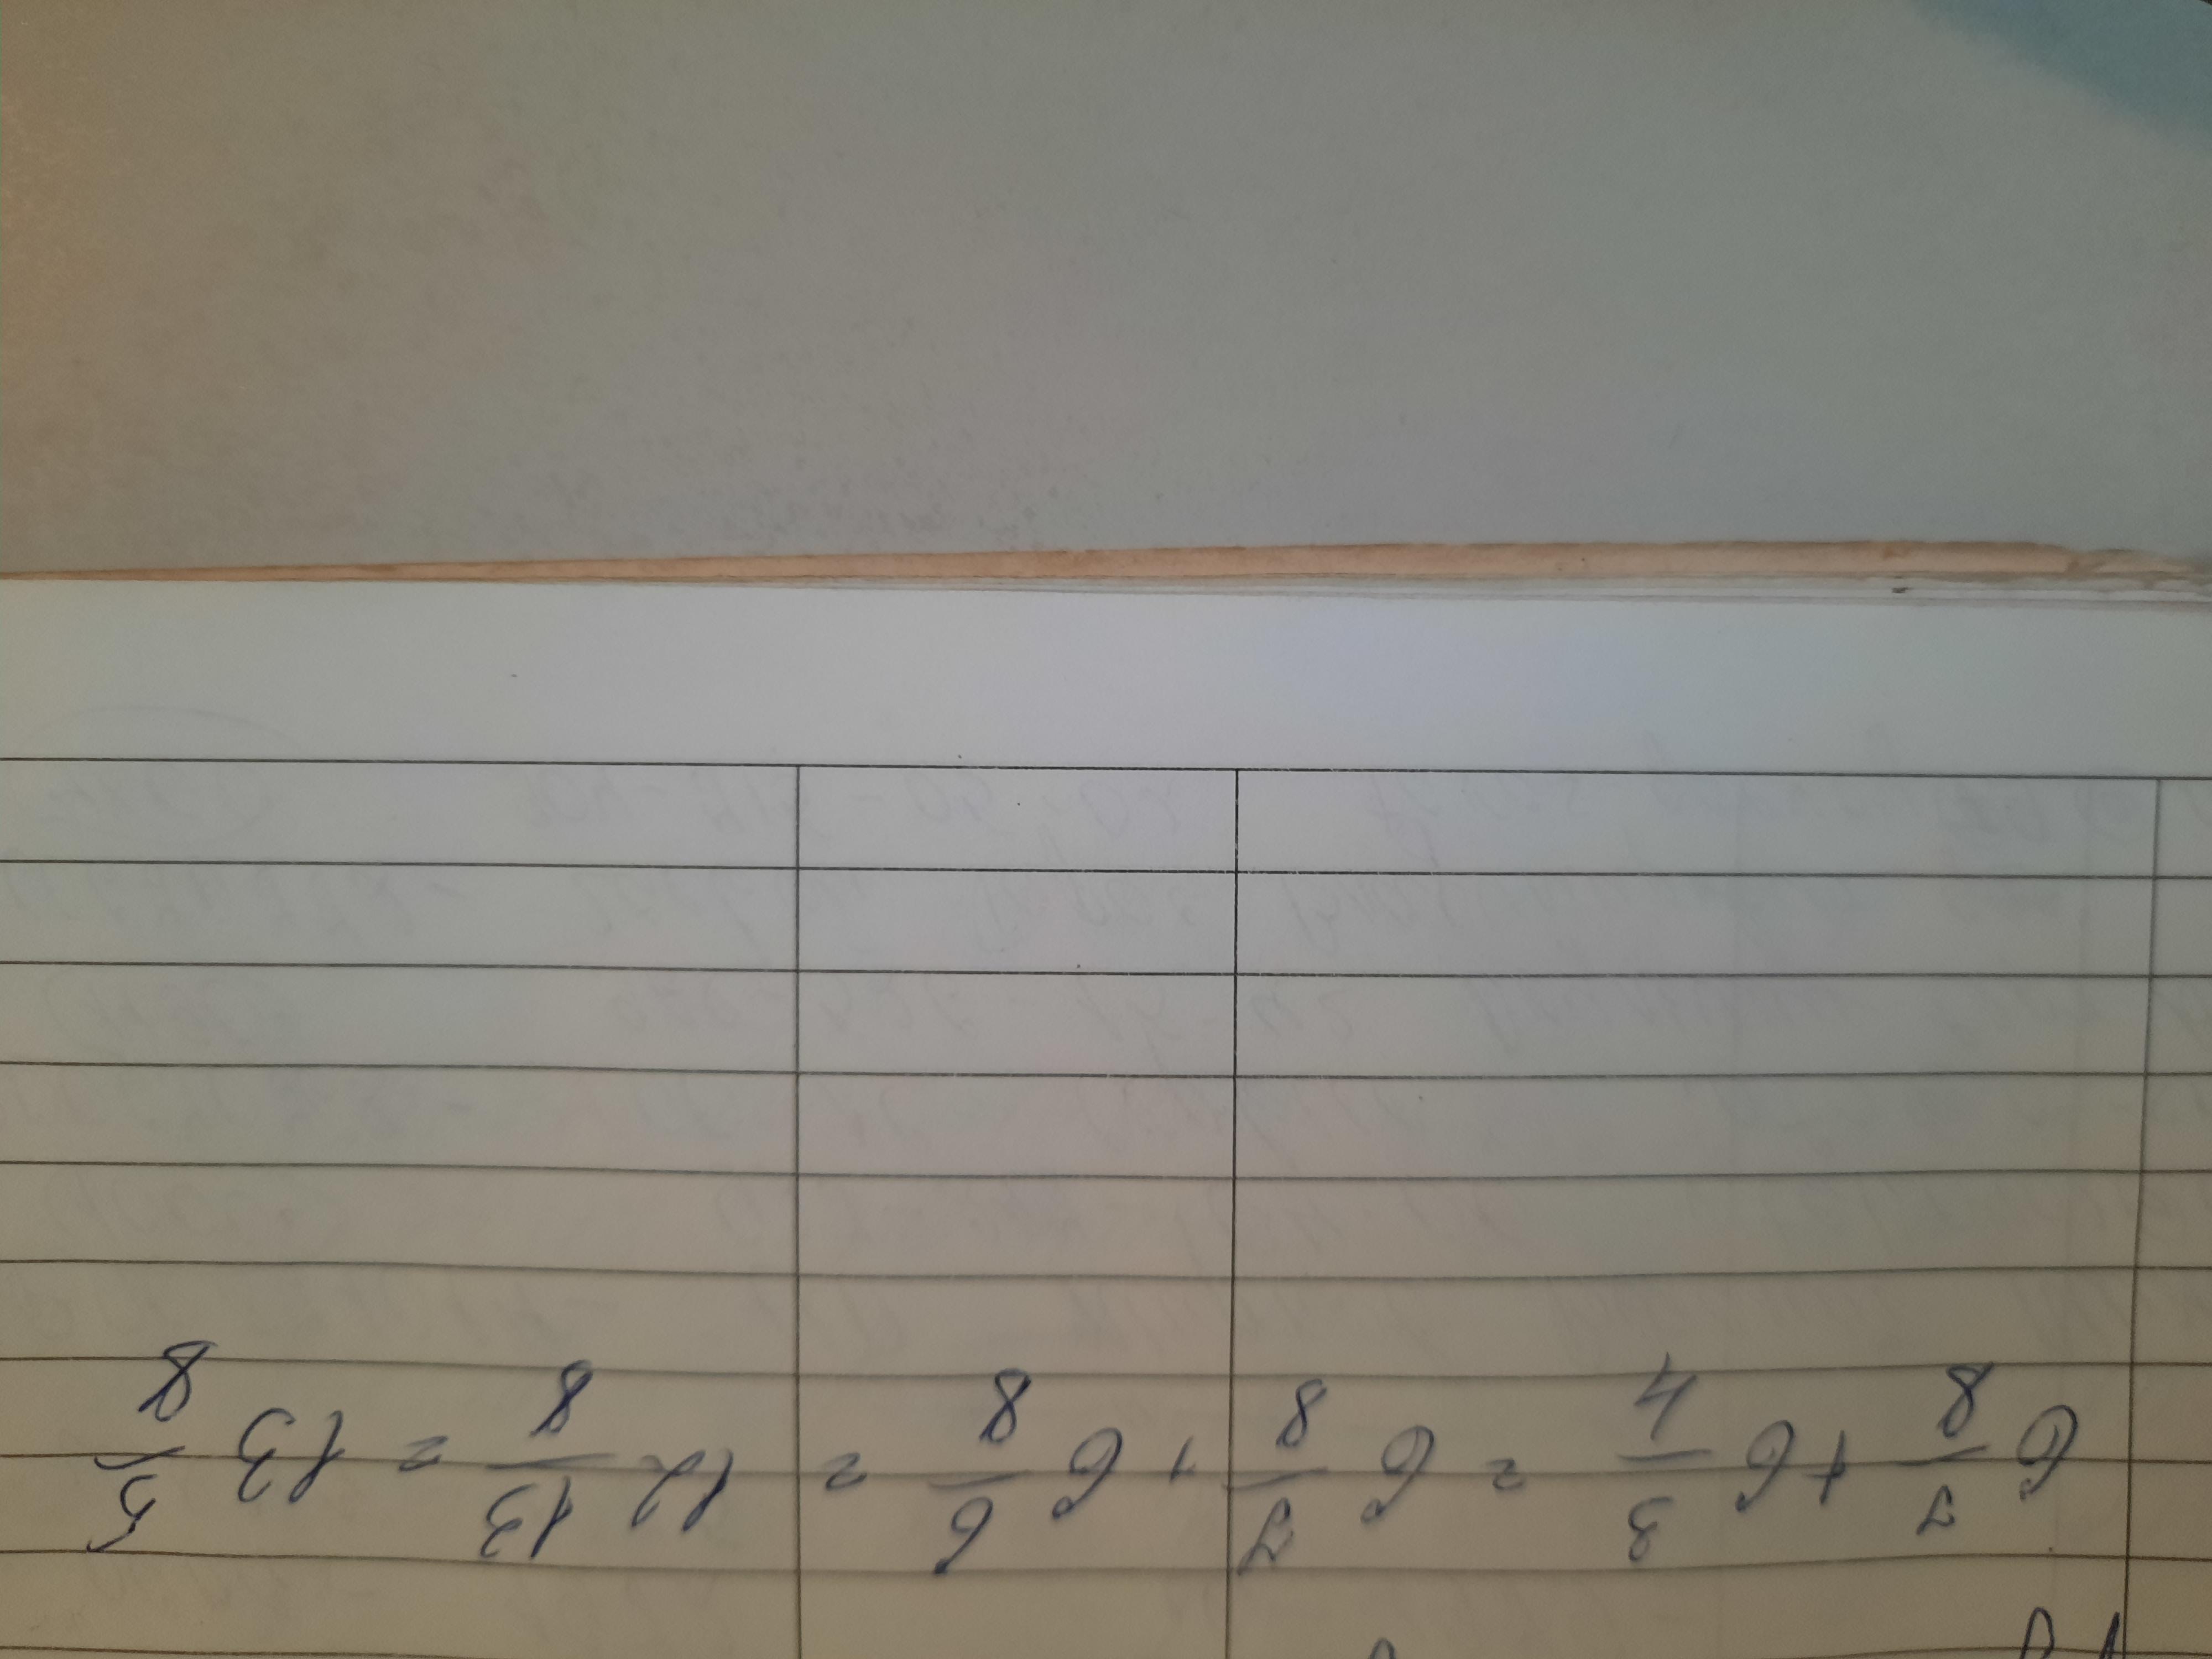 6 7/8 + 6 3/4 = 6 7/8 + 6 6/8 = 12 13/8 = 13 5/8